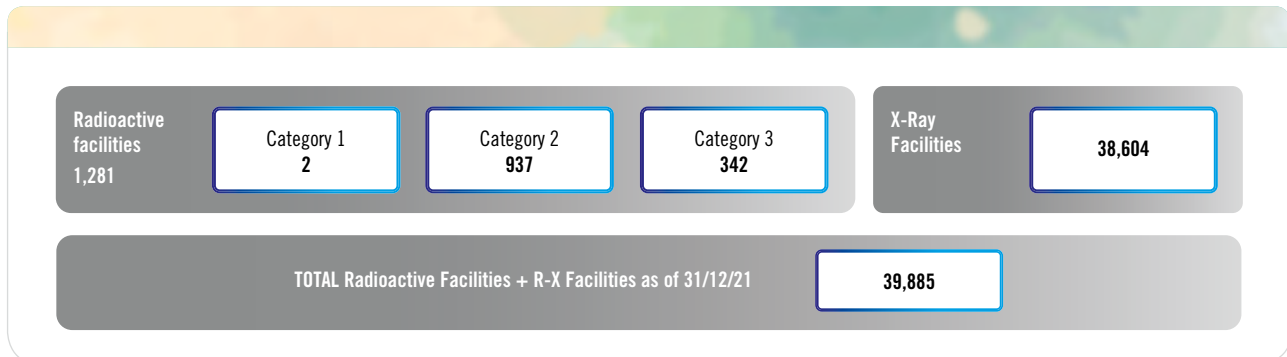 Radioactive
facilities
1,281
Category 1
2
Category 2
937
Category 3
342
X-Ray
Facilities
38,604
TOTAL Radioactive Facilities + R-X Facilities as of 31/12/21
39,885